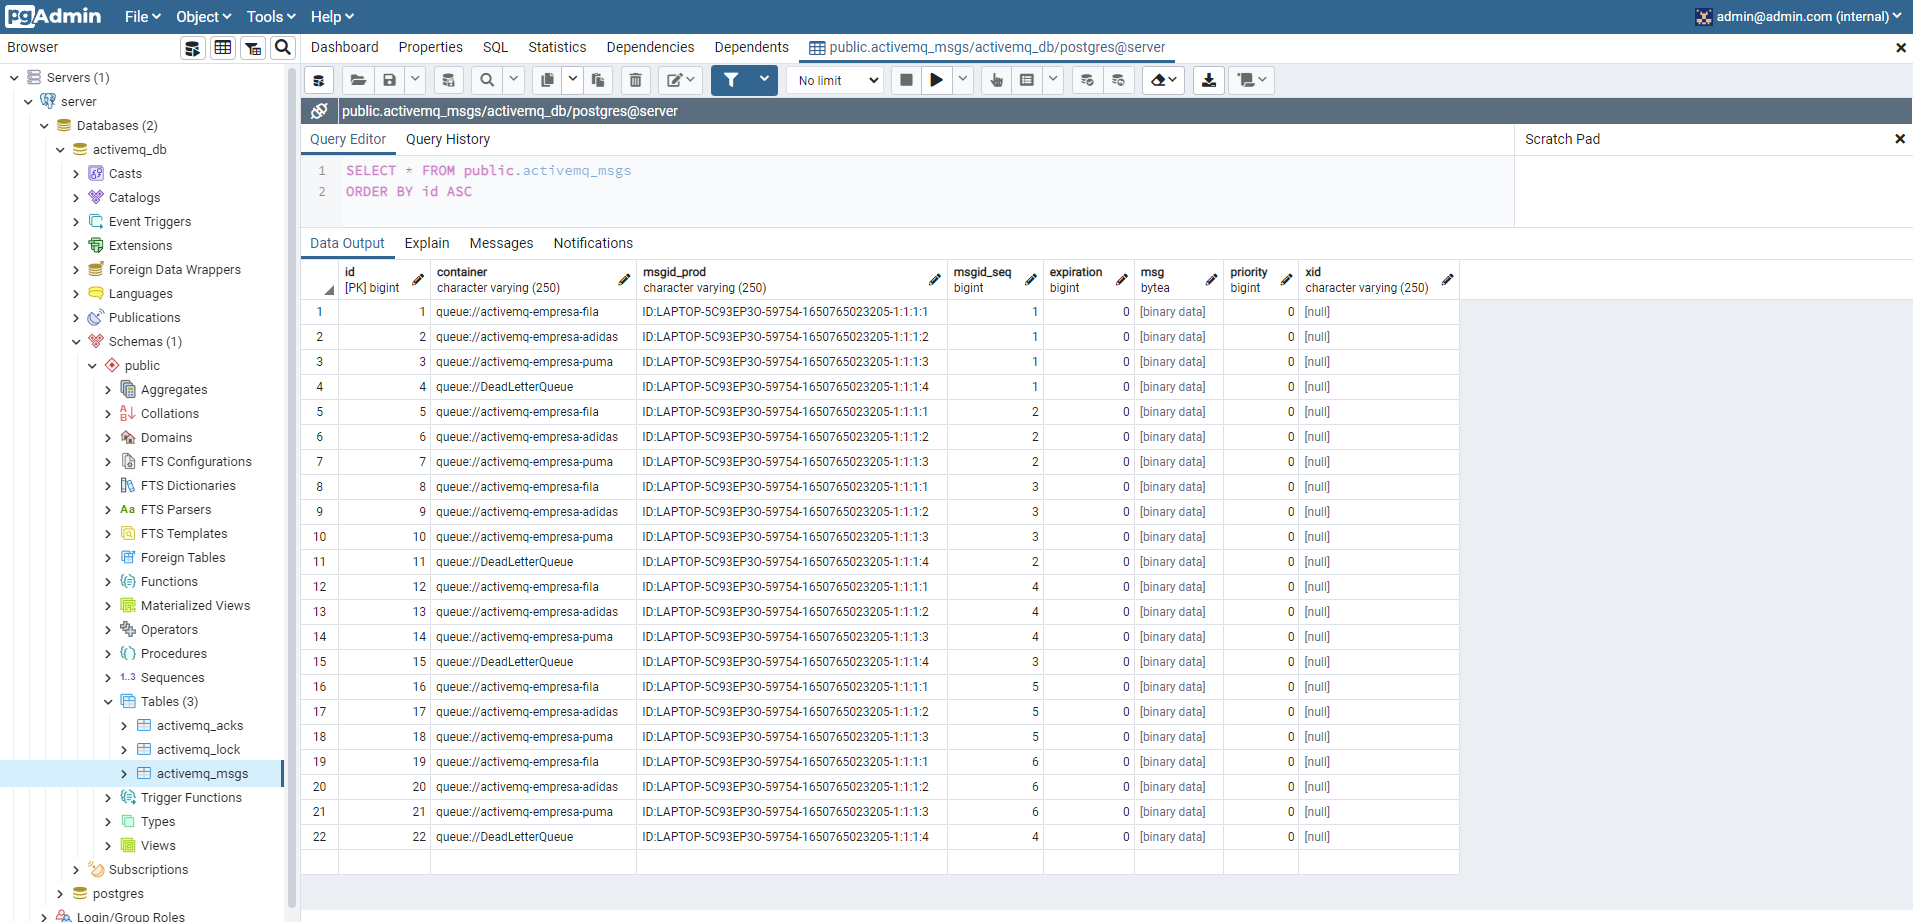 pgAdmin File Object Tools Help admin@admin.com (internal)
Browser
Dashboard Properties SQL Statistics Dependencies Dependents public.activemq_msgs/activemq_db/postgres@server
No limit
public.activemq_msgs/activemq_db/postgres@server
Servers (1)
server
Databases (2)
activemq_db
Casts
Catalogs
Event Triggers
Extensions
Foreign Data Wrappers
Languages
Publications
Schemas (1)
public
Aggregates
Collations
Domains
FTS Configurations
FTS Dictionaries
Aa FTS Parsers
FTS Templates
Foreign Tables
Functions
Materialized Views
Operators
Procedures
1..3 Sequences
Tables (3)
activemq_acks
activemq_lock
activemq_msgs
Trigger Functions
Types
Views
Subscriptions
postgres
Login/Group Roles
Query Editor Query History
Scratch Pad
1 SELECT * FROM public.activemq_msgs
2 ORDER BY id ASC
Data Output Explain Messages Notifications
id container msgid_prod msgid_seq expiration msg priority xid
[PK] bigint character varying (250) character varying (250) bigint bigint bytea bigint character varying (250)
1 1 queue://activemq-empresa-fila ID:LAPTOP-5C93EP3O-59754-1650765023205-1:1:1:1 1 0 [binary data] 0 [null]
2 2 queue://activemq-empresa-adidas ID:LAPTOP-5C93EP3O-59754-1650765023205-1:1:1:2 1 0 [binary data] 0 [null]
3 3 queue://activemq-empresa-puma ID:LAPTOP-5C93EP3O-59754-1650765023205-1:1:1:3 1 0 [binary data] 0 [null]
4 4 queue://DeadLetterQueue ID:LAPTOP-5C93EP3O-59754-1650765023205-1:1:1:4 1 0 [binary data] 0 [null]
5 5 queue://activemq-empresa-fila ID:LAPTOP-5C93EP3O-59754-1650765023205-1:1:1:1 2 0 [binary data] 0 [null]
6 6 queue://activemq-empresa-adidas ID:LAPTOP-5C93EP3O-59754-1650765023205-1:1:1:2 2 0 [binary data] 0 [null]
7 7 queue://activemq-empresa-puma ID:LAPTOP-5C93EP3O-59754-1650765023205-1:1:1:3 2 0 [binary data] 0 [null]
8 8 queue://activemq-empresa-fila ID:LAPTOP-5C93EP3O-59754-1650765023205-1:1:1:1 3 0 [binary data] 0 [null]
9 9 queue://activemq-empresa-adidas ID:LAPTOP-5C93EP3O-59754-1650765023205-1:1:1:2 3 0 [binary data] 0 [null]
10 10 queue://activemq-empresa-puma ID:LAPTOP-5C93EP3O-59754-1650765023205-1:1:1:3 3 0 [binary data] 0 [null]
11 11 queue://DeadLetterQueue ID:LAPTOP-5C93EP3O-59754-1650765023205-1:1:1:4 2 0 [binary data] 0 [null]
12 12 queue://activemq-empresa-fila ID:LAPTOP-5C93EP3O-59754-1650765023205-1:1:1:1 4 0 [binary data] 0 [null]
13 13 queue://activemq-empresa-adidas ID:LAPTOP-5C93EP3O-59754-1650765023205-1:1:1:2 4 0 [binary data] 0 [null]
14 14 queue://activemq-empresa-puma ID:LAPTOP-5C93EP3O-59754-1650765023205-1:1:1:3 4 0 [binary data] 0 [null]
15 15 queue://DeadLetterQueue ID:LAPTOP-5C93EP3O-59754-1650765023205-1:1:1:4 3 0 [binary data] 0 [null]
16 16 queue://activemq-empresa-fila ID:LAPTOP-5C93EP3O-59754-1650765023205-1:1:1:1 5 0 [binary data] 0 [null]
17 17 queue://activemq-empresa-adidas ID:LAPTOP-5C93EP3O-59754-1650765023205-1:1:1:2 5 0 [binary data] 0 [null]
18 18 queue://activemq-empresa-puma ID:LAPTOP-5C93EP3O-59754-1650765023205-1:1:1:3 5 0 [binary data] 0 [null]
19 19 queue://activemq-empresa-fila ID:LAPTOP-5C93EP3O-59754-1650765023205-1:1:1:1 6 0 [binary data] 0 [null]
20 20 queue://activemq-empresa-adidas ID:LAPTOP-5C93EP3O-59754-1650765023205-1:1:1:2 6 0 [binary data] 0 [null]
21 21 queue://activemq-empresa-puma ID:LAPTOP-5C93EP3O-59754-1650765023205-1:1:1:3 6 0 [binary data] 0 [null]
22 22 queue://DeadLetterQueue ID:LAPTOP-5C93EP3O-59754-1650765023205-1:1:1:4 4 0 [binary data] 0 [null]